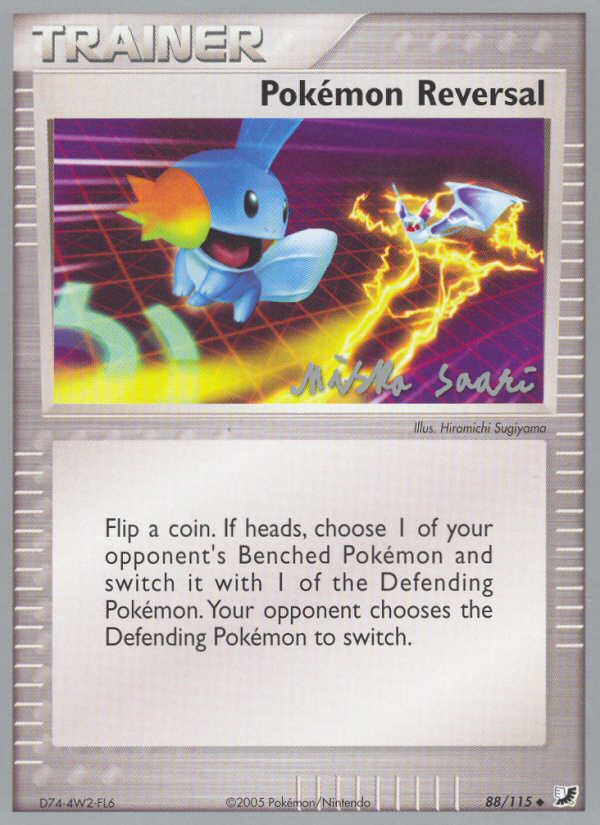 TRAINER
Pokémon Reversal
Miska Saari
Illus. Hiromichi Sugiyama
Flip a coin. If heads, choose 1 of your
opponent's Benched Pokémon and
switch it with 1 of the Defending
Pokémon. Your opponent chooses the
Defending Pokémon to switch.
D74-4W2-FL6
©2005 Pokémon/Nintendo
88/115